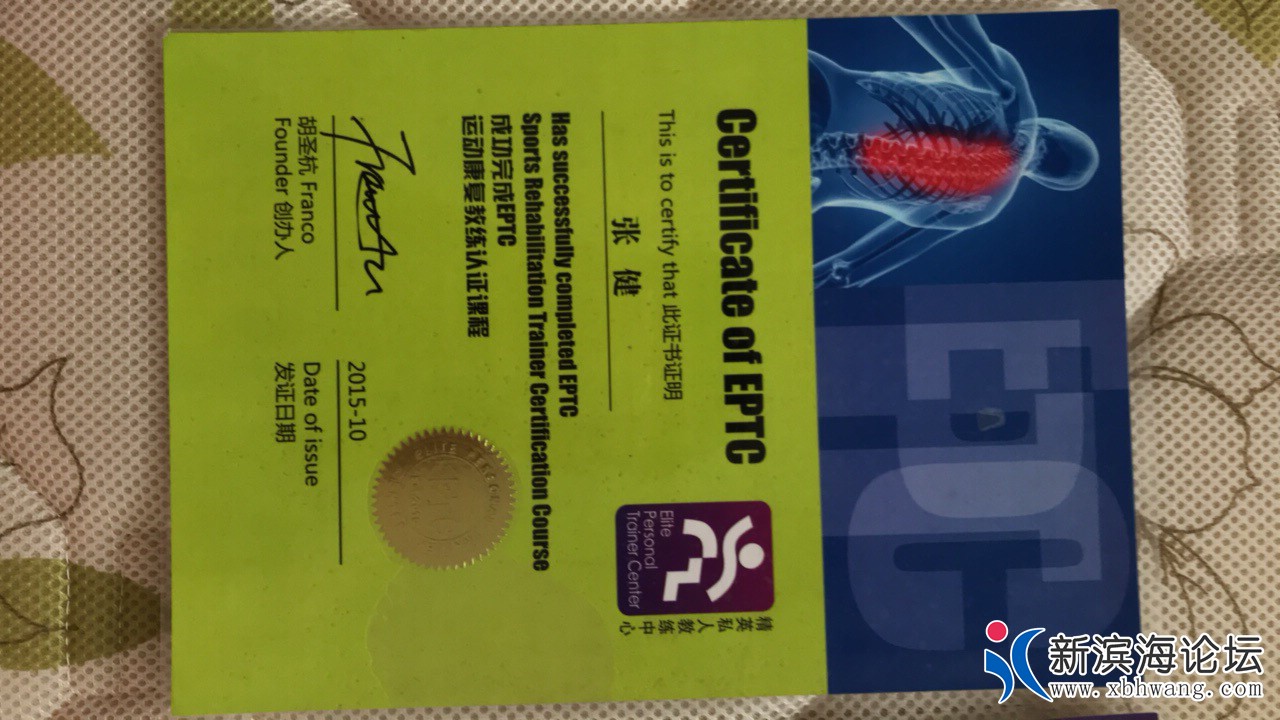 EPTC
Certificate of EPTC
This is to certify that 此证书证明
张 健
Has successfully completed EPTC
Sports Rehabilitation Trainer Certification Course
成功完成EPTC
运动康复教练认证课程
Elite
Personal
Trainer Center
精英私人教练中心
2015-10
胡圣杭 Franco
Founder 创办人
Date of issue
发证日期
新滨海论坛
www.xbhwang.com